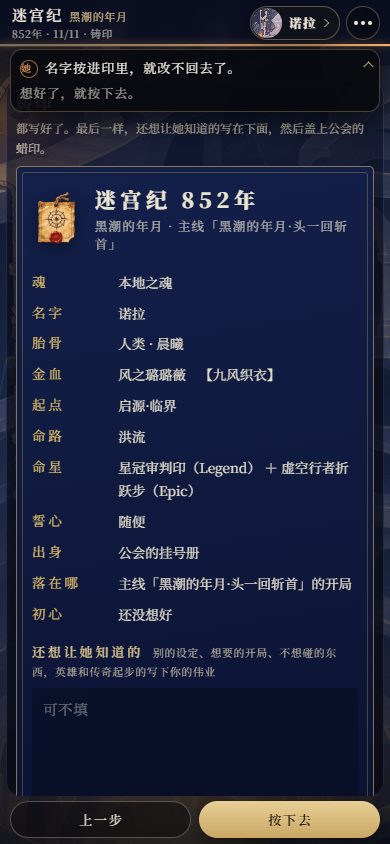 迷宫纪 黑潮的年月
852年 · 11/11 · 铸印
诺拉
她 名字按进印里，就改不回去了。
想好了，就按下去。
都写好了。最后一样，还想让她知道的写在下面，然后盖上公会的
蜡印。
迷宫纪 852年
黑潮的年月 · 主线「黑潮的年月·头一回斩
首」
魂 本地之魂
名字 诺拉
胎骨 人类 · 晨曦
金血 风之璐璐薇 【九风织衣】
起点 启源·临界
命路 洪流
命星 星冠审判印（Legend） ＋ 虚空行者折
跃步（Epic）
誓心 随便
出身 公会的挂号册
落在哪 主线「黑潮的年月·头一回斩首」的开局
初心 还没想好
还想让她知道的 别的设定、想要的开局、不想碰的东
西，英雄和传奇起步的写下你的伟业
可不填
上一步
按下去